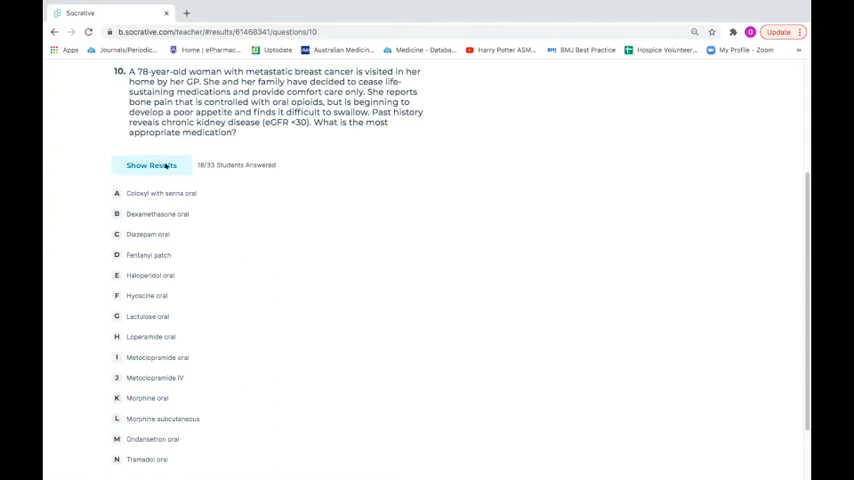 Socrative
b.socrative.com/teacher/#results/61468341/questions/10
Update
Apps
Journals/Periodic...
Home | ePharmac...
Uptodate
Australian Medicin...
Medicine - Databa...
Harry Potter ASM...
BMJ Best Practice
Hospice Volunteer...
My Profile - Zoom
»
10. A 78-year-old woman with metastatic breast cancer is visited in her
home by her GP. She and her family have decided to cease life-
sustaining medications and provide comfort care only. She reports
bone pain that is controlled with oral opioids, but is beginning to
develop a poor appetite and finds it difficult to swallow. Past history
reveals chronic kidney disease (eGFR <30). What is the most
appropriate medication?
Show Results 18/33 Students Answered
A Coloxyl with senna oral
B Dexamethasone oral
C Diazepam oral
D Fentanyl patch
E Haloperidol oral
F Hyoscine oral
G Lactulose oral
H Loperamide oral
I Metoclopramide oral
J Metoclopramide IV
K Morphine oral
L Morphine subcutaneous
M Ondansetron oral
N Tramadol oral